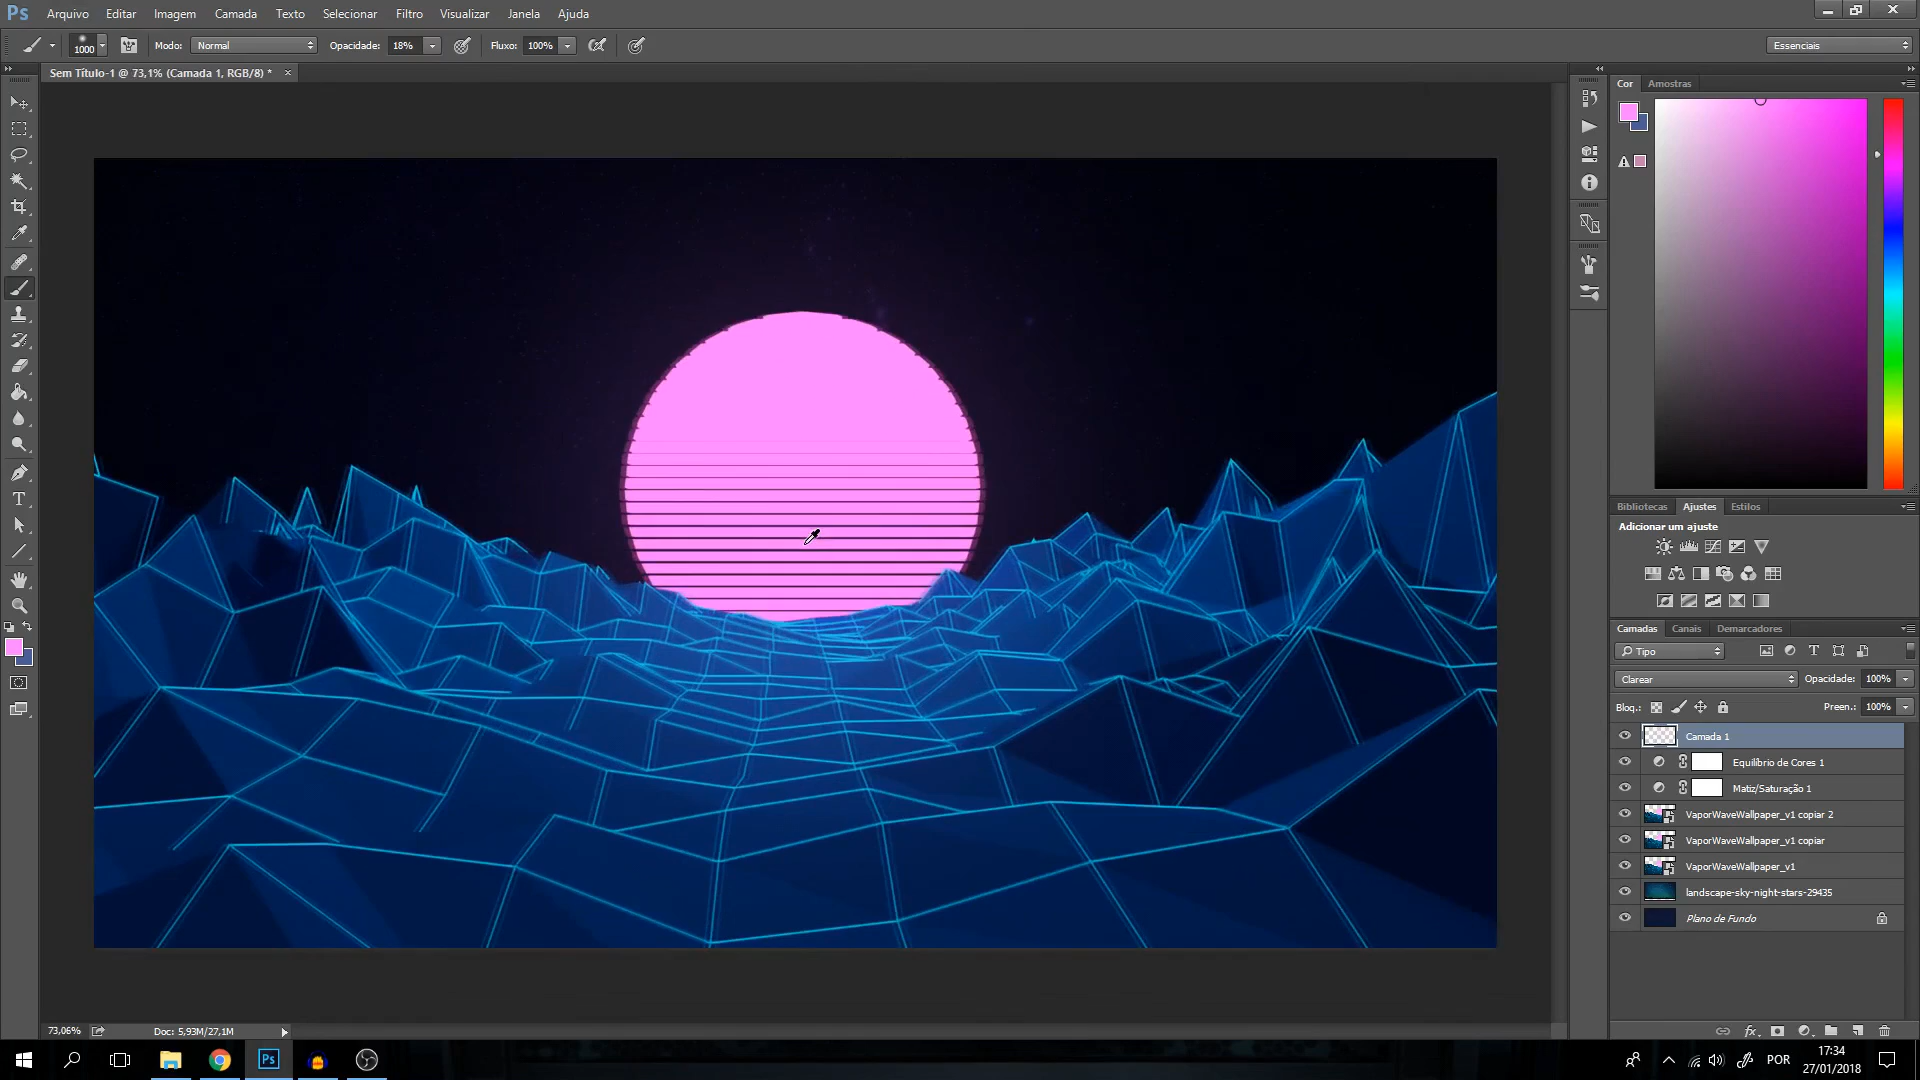 Ps Arquivo Editar Imagem Camada Texto Selecionar Filtro Visualizar Janela Ajuda
1000 Modo: Normal Opacidade: 18% Fluxo: 100% Essenciais
Sem Título-1 @ 73,1% (Camada 1, RGB/8) * ×
Cor Amostras
Bibliotecas Ajustes Estilos
Adicionar um ajuste
Camadas Canais Demarcadores
Tipo
Clarear Opacidade: 100%
Bloq.: Preen.: 100%
Camada 1
Equilíbrio de Cores 1
Matiz/Saturação 1
VaporWaveWallpaper_v1 copiar 2
VaporWaveWallpaper_v1 copiar
VaporWaveWallpaper_v1
landscape-sky-night-stars-29435
Plano de Fundo
fx
73,06% Doc: 5,93M/27,1M
Ps
POR
17:34
27/01/2018